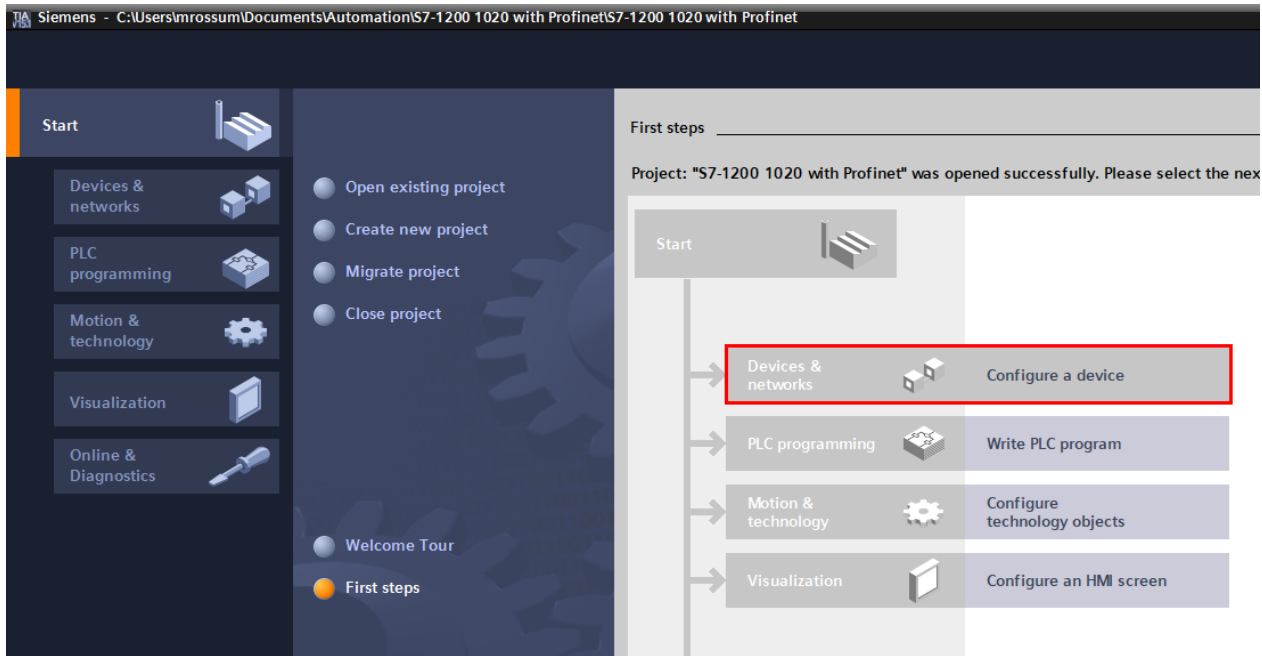 Siemens - C:\Users\mrossum\Documents\Automation\S7-1200 1020 with Profinet\S7-1200 1020 with Profinet
Start
Devices &
networks
PLC
programming
Motion &
technology
Visualization
Online &
Diagnostics
Open existing project
Create new project
Migrate project
Close project
Welcome Tour
First steps
First steps
Project: "S7-1200 1020 with Profinet" was opened successfully. Please select the nex
Start
Devices &
networks
Configure a device
PLC programming
Write PLC program
Motion &
technology
Configure
technology objects
Visualization
Configure an HMI screen